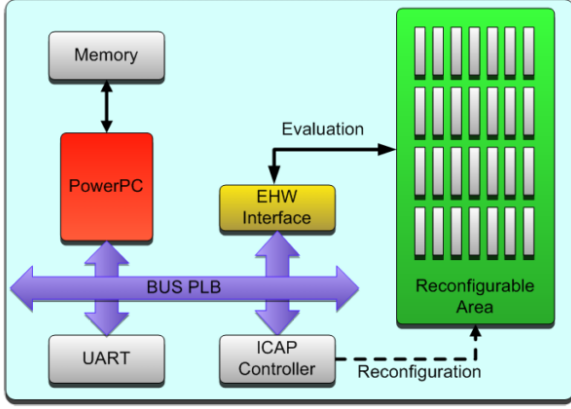 Memory
Evaluation
PowerPC
EHW
Interface
BUS PLB
Reconfigurable
Area
UART
ICAP
Controller
Reconfiguration